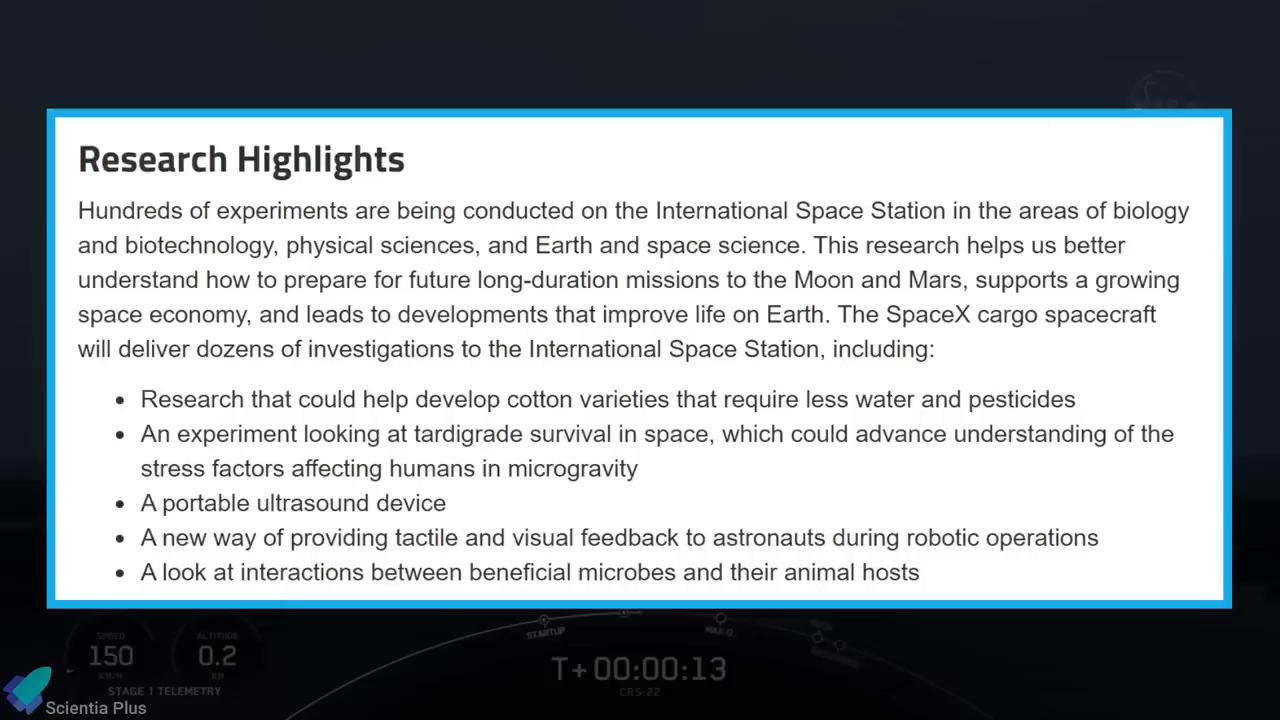 Research Highlights
Hundreds of experiments are being conducted on the International Space Station in the areas of biology
and biotechnology, physical sciences, and Earth and space science. This research helps us better
understand how to prepare for future long-duration missions to the Moon and Mars, supports a growing
space economy, and leads to developments that improve life on Earth. The SpaceX cargo spacecraft
will deliver dozens of investigations to the International Space Station, including:
• Research that could help develop cotton varieties that require less water and pesticides
• An experiment looking at tardigrade survival in space, which could advance understanding of the
stress factors affecting humans in microgravity
• A portable ultrasound device
• A new way of providing tactile and visual feedback to astronauts during robotic operations
• A look at interactions between beneficial microbes and their animal hosts
STARTUP
MAX-Q
SPEED
150
KM/H
ALTITUDE
0.2
KM
STAGE 1 TELEMETRY
T+00:00:13
CRS-22
Scientia Plus